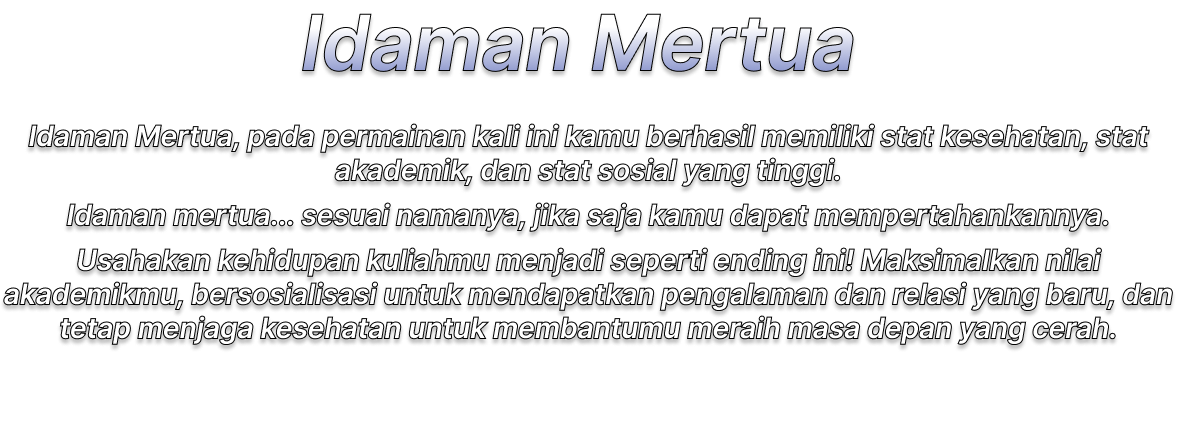 Idaman Mertua
Idaman Mertua, pada permainan kali ini kamu berhasil memiliki stat kesehatan, stat
akademik, dan stat sosial yang tinggi.
Idaman mertua... sesuai namanya, jika saja kamu dapat mempertahankannya.
Usahakan kehidupan kuliahmu menjadi seperti ending ini! Maksimalkan nilai
akademikmu, bersosialisasi untuk mendapatkan pengalaman dan relasi yang baru, dan
tetap menjaga kesehatan untuk membantumu meraih masa depan yang cerah.